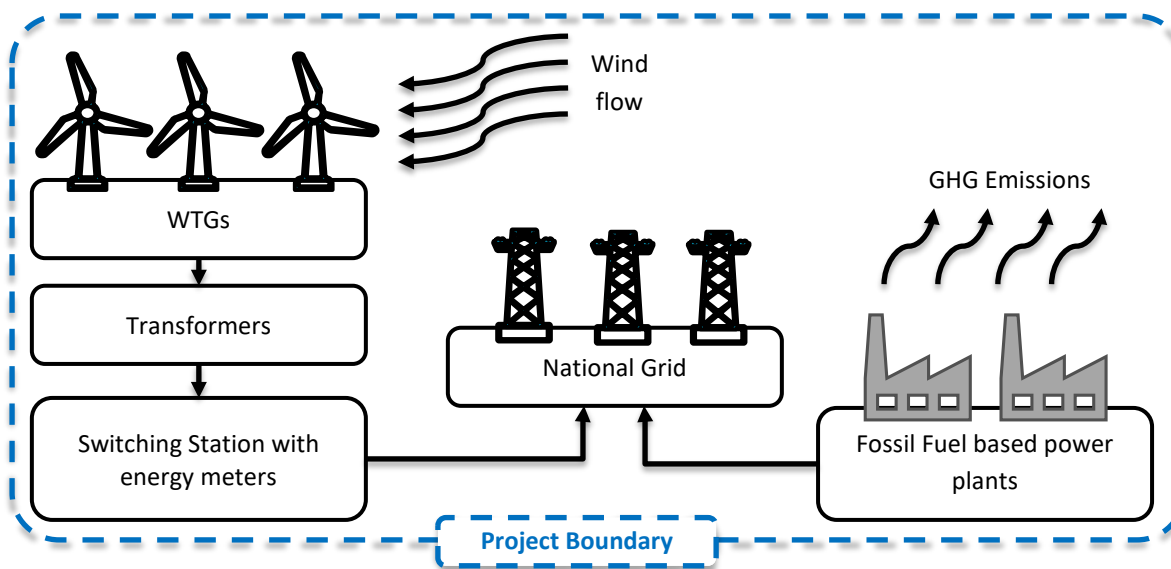 Wind
flow
GHG Emissions
WTGs
Transformers
National Grid
Switching Station with
energy meters
Fossil Fuel based power
plants
Project Boundary